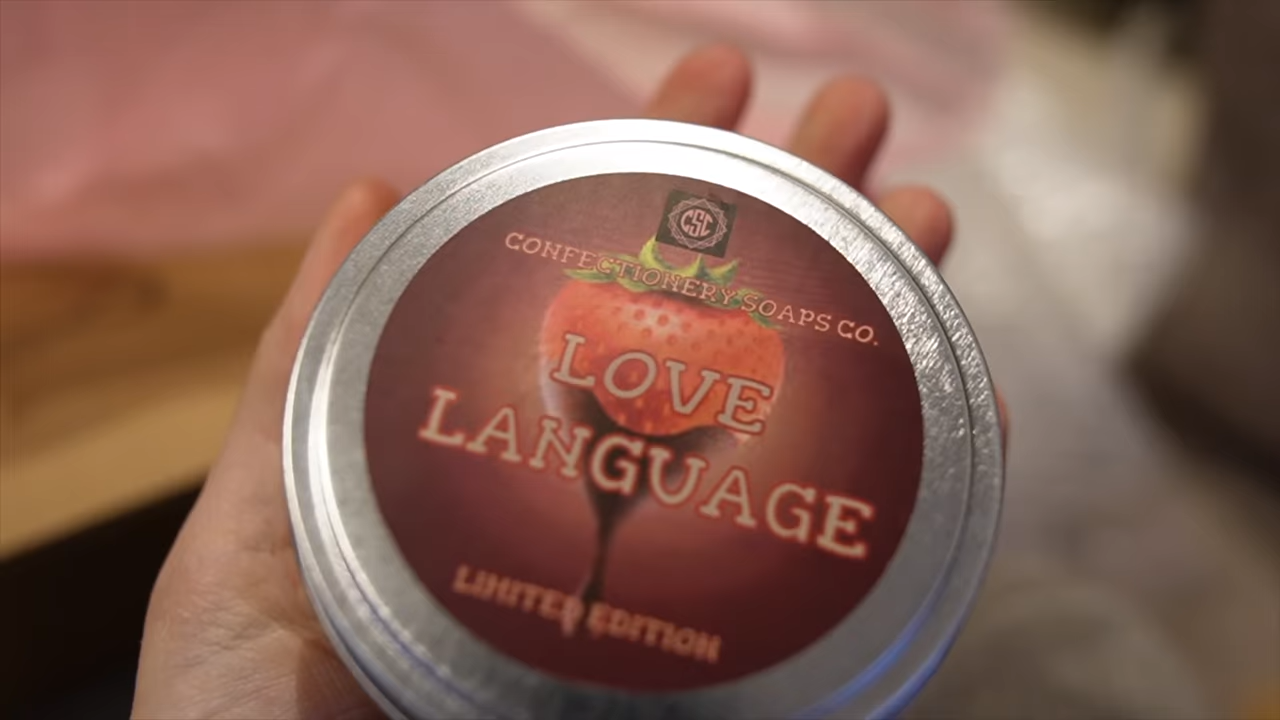 CSC
CONFECTIONERY SOAPS CO.
LOVE
LANGUAGE
LIMITED EDITION